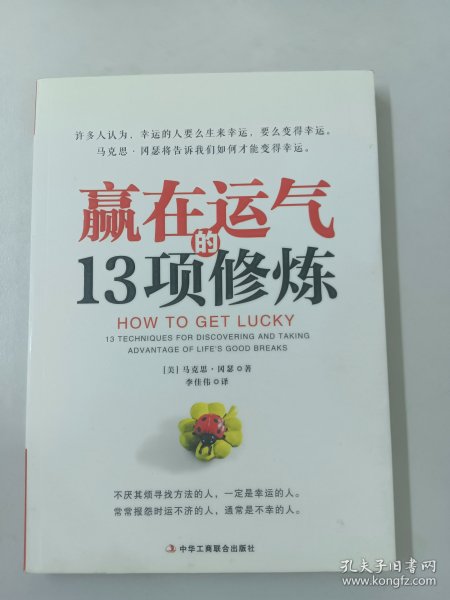 许多人认为，幸运的人要么生来幸运，要么变得幸运。
马克思·冈瑟将告诉我们如何才能变得幸运。
赢在运气
的
13项修炼
HOW TO GET LUCKY
13 TECHNIQUES FOR DISCOVERING AND TAKING
ADVANTAGE OF LIFE'S GOOD BREAKS
[美] 马克思·冈瑟 著
李佳伟 译
不厌其烦寻找方法的人，一定是幸运的人。
常常报怨时运不济的人，通常是不幸的人。
中华工商联合出版社
孔夫子旧书网
www.kongfz.com